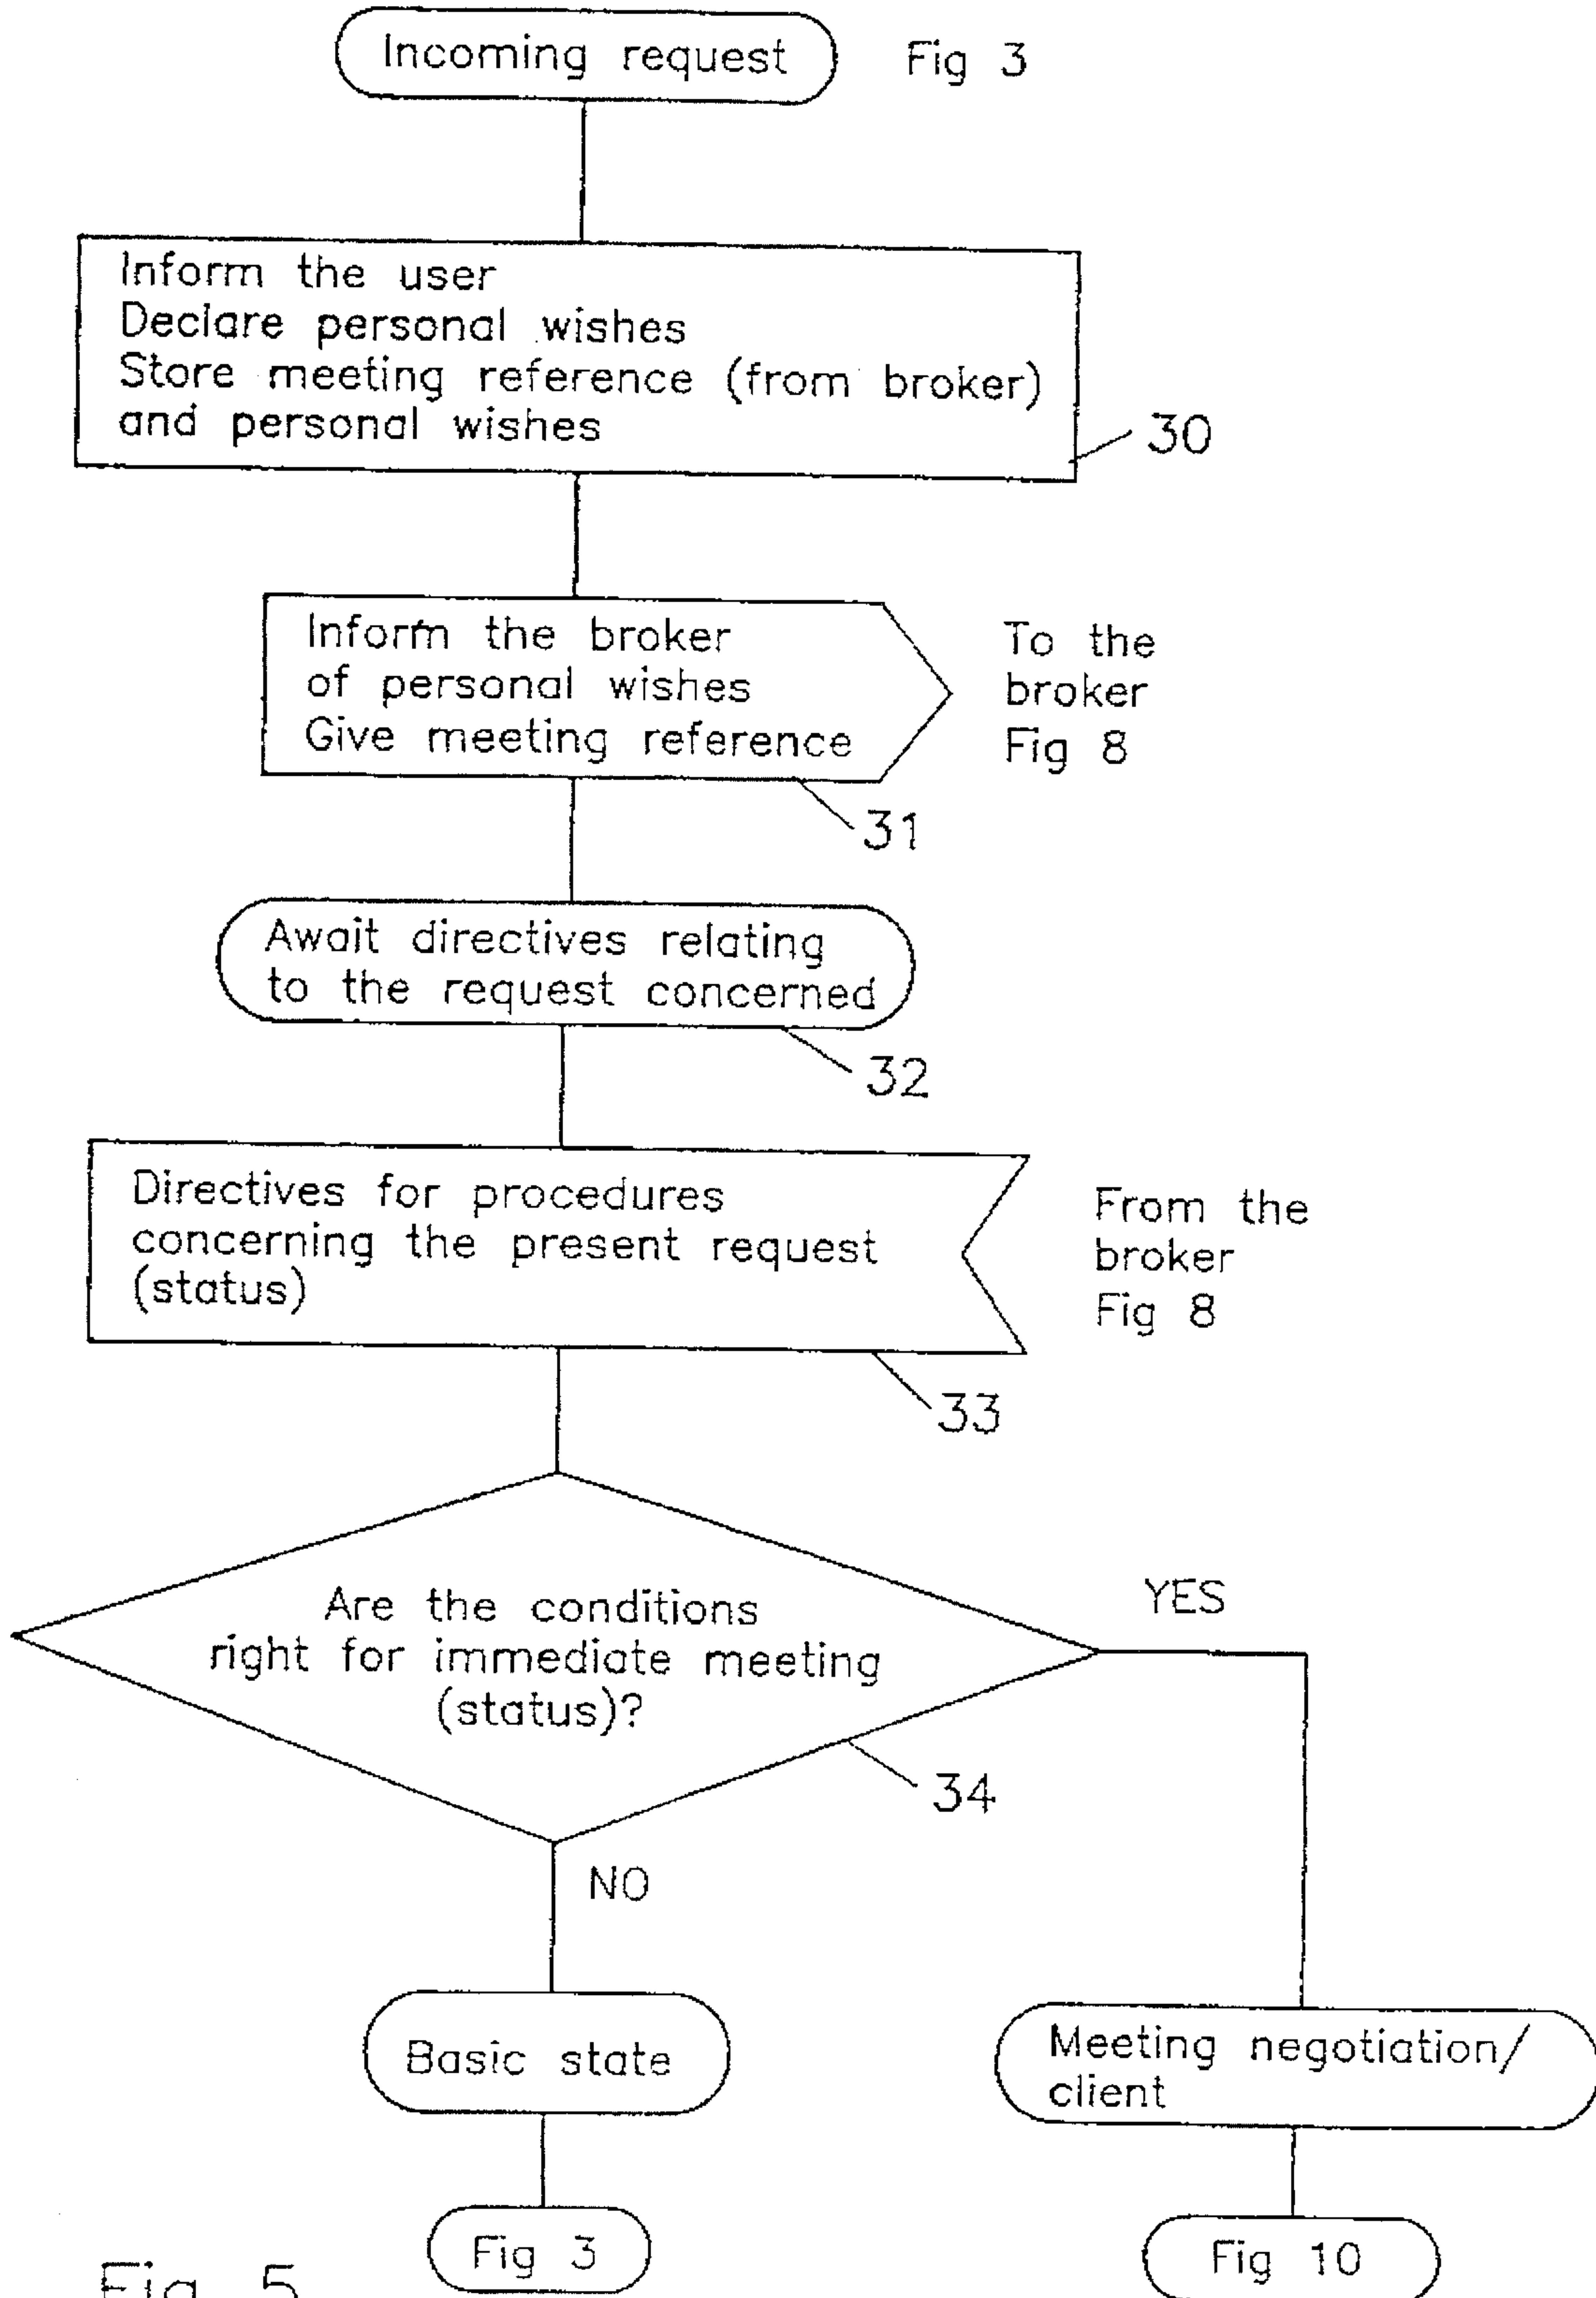 Incoming request
Fig 3
Inform the user
Declare personal wishes
Store meeting reference (from broker)
and personal wishes
30
Inform the broker
of personal wishes
Give meeting reference
To the
broker
Fig 8
31
Await directives relating
to the request concerned
32
Directives for procedures
concerning the present request
(status)
From the
broker
Fig 8
33
Are the conditions
right for immediate meeting
(status)?
YES
34
NO
Basic state
Meeting negotiation/
client
Fig 3
Fig 10
Fig 5